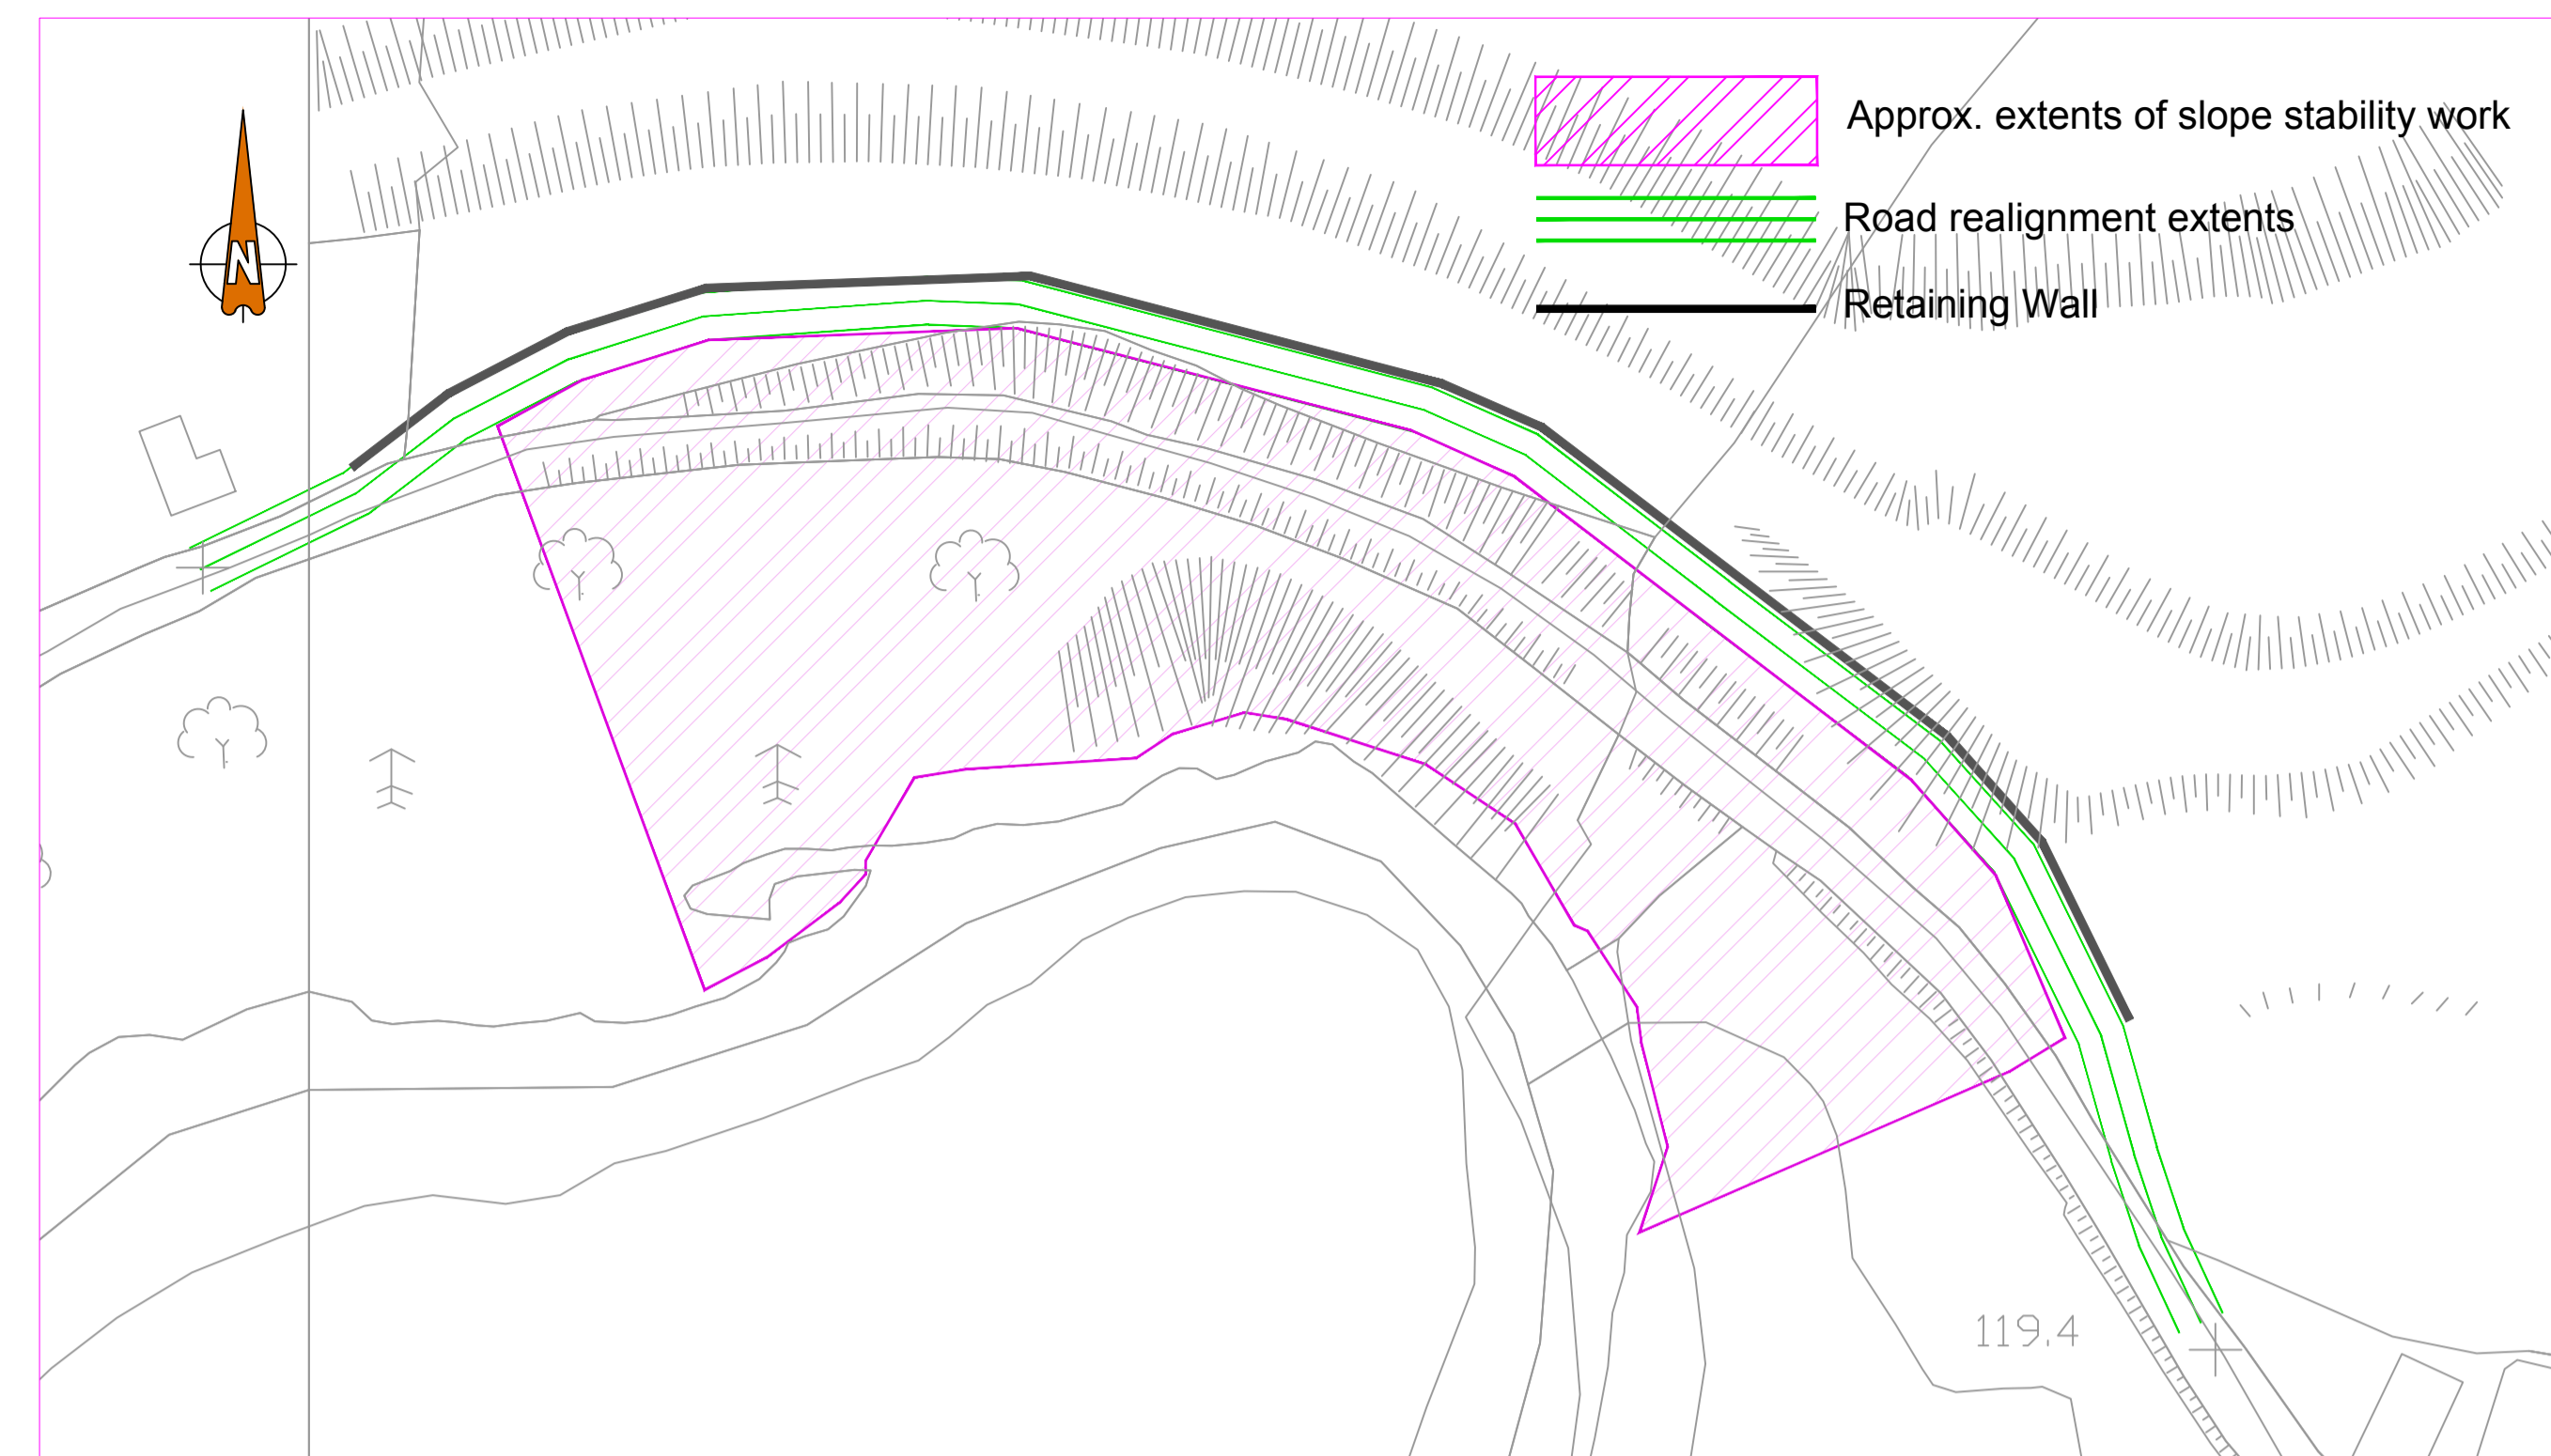 Approx. extents of slope stability work
Road realignment extents
Retaining Wall
N
119.4